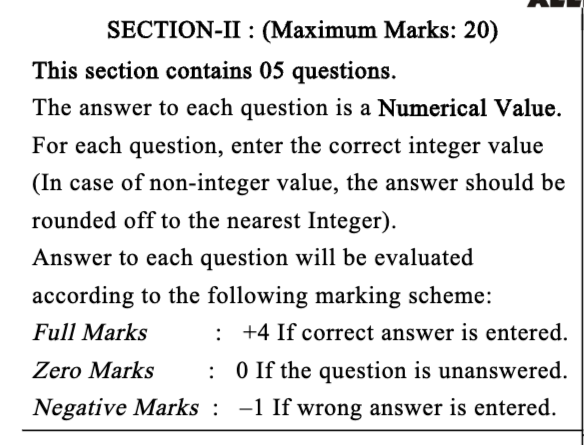 SECTION-II : (Maximum Marks: 20)
This section contains 05 questions.
The answer to each question is a Numerical Value.
For each question, enter the correct integer value
(In case of non-integer value, the answer should be
rounded off to the nearest Integer).
Answer to each question will be evaluated
according to the following marking scheme:
Full Marks : +4 If correct answer is entered.
Zero Marks : 0 If the question is unanswered.
Negative Marks : –1 If wrong answer is entered.